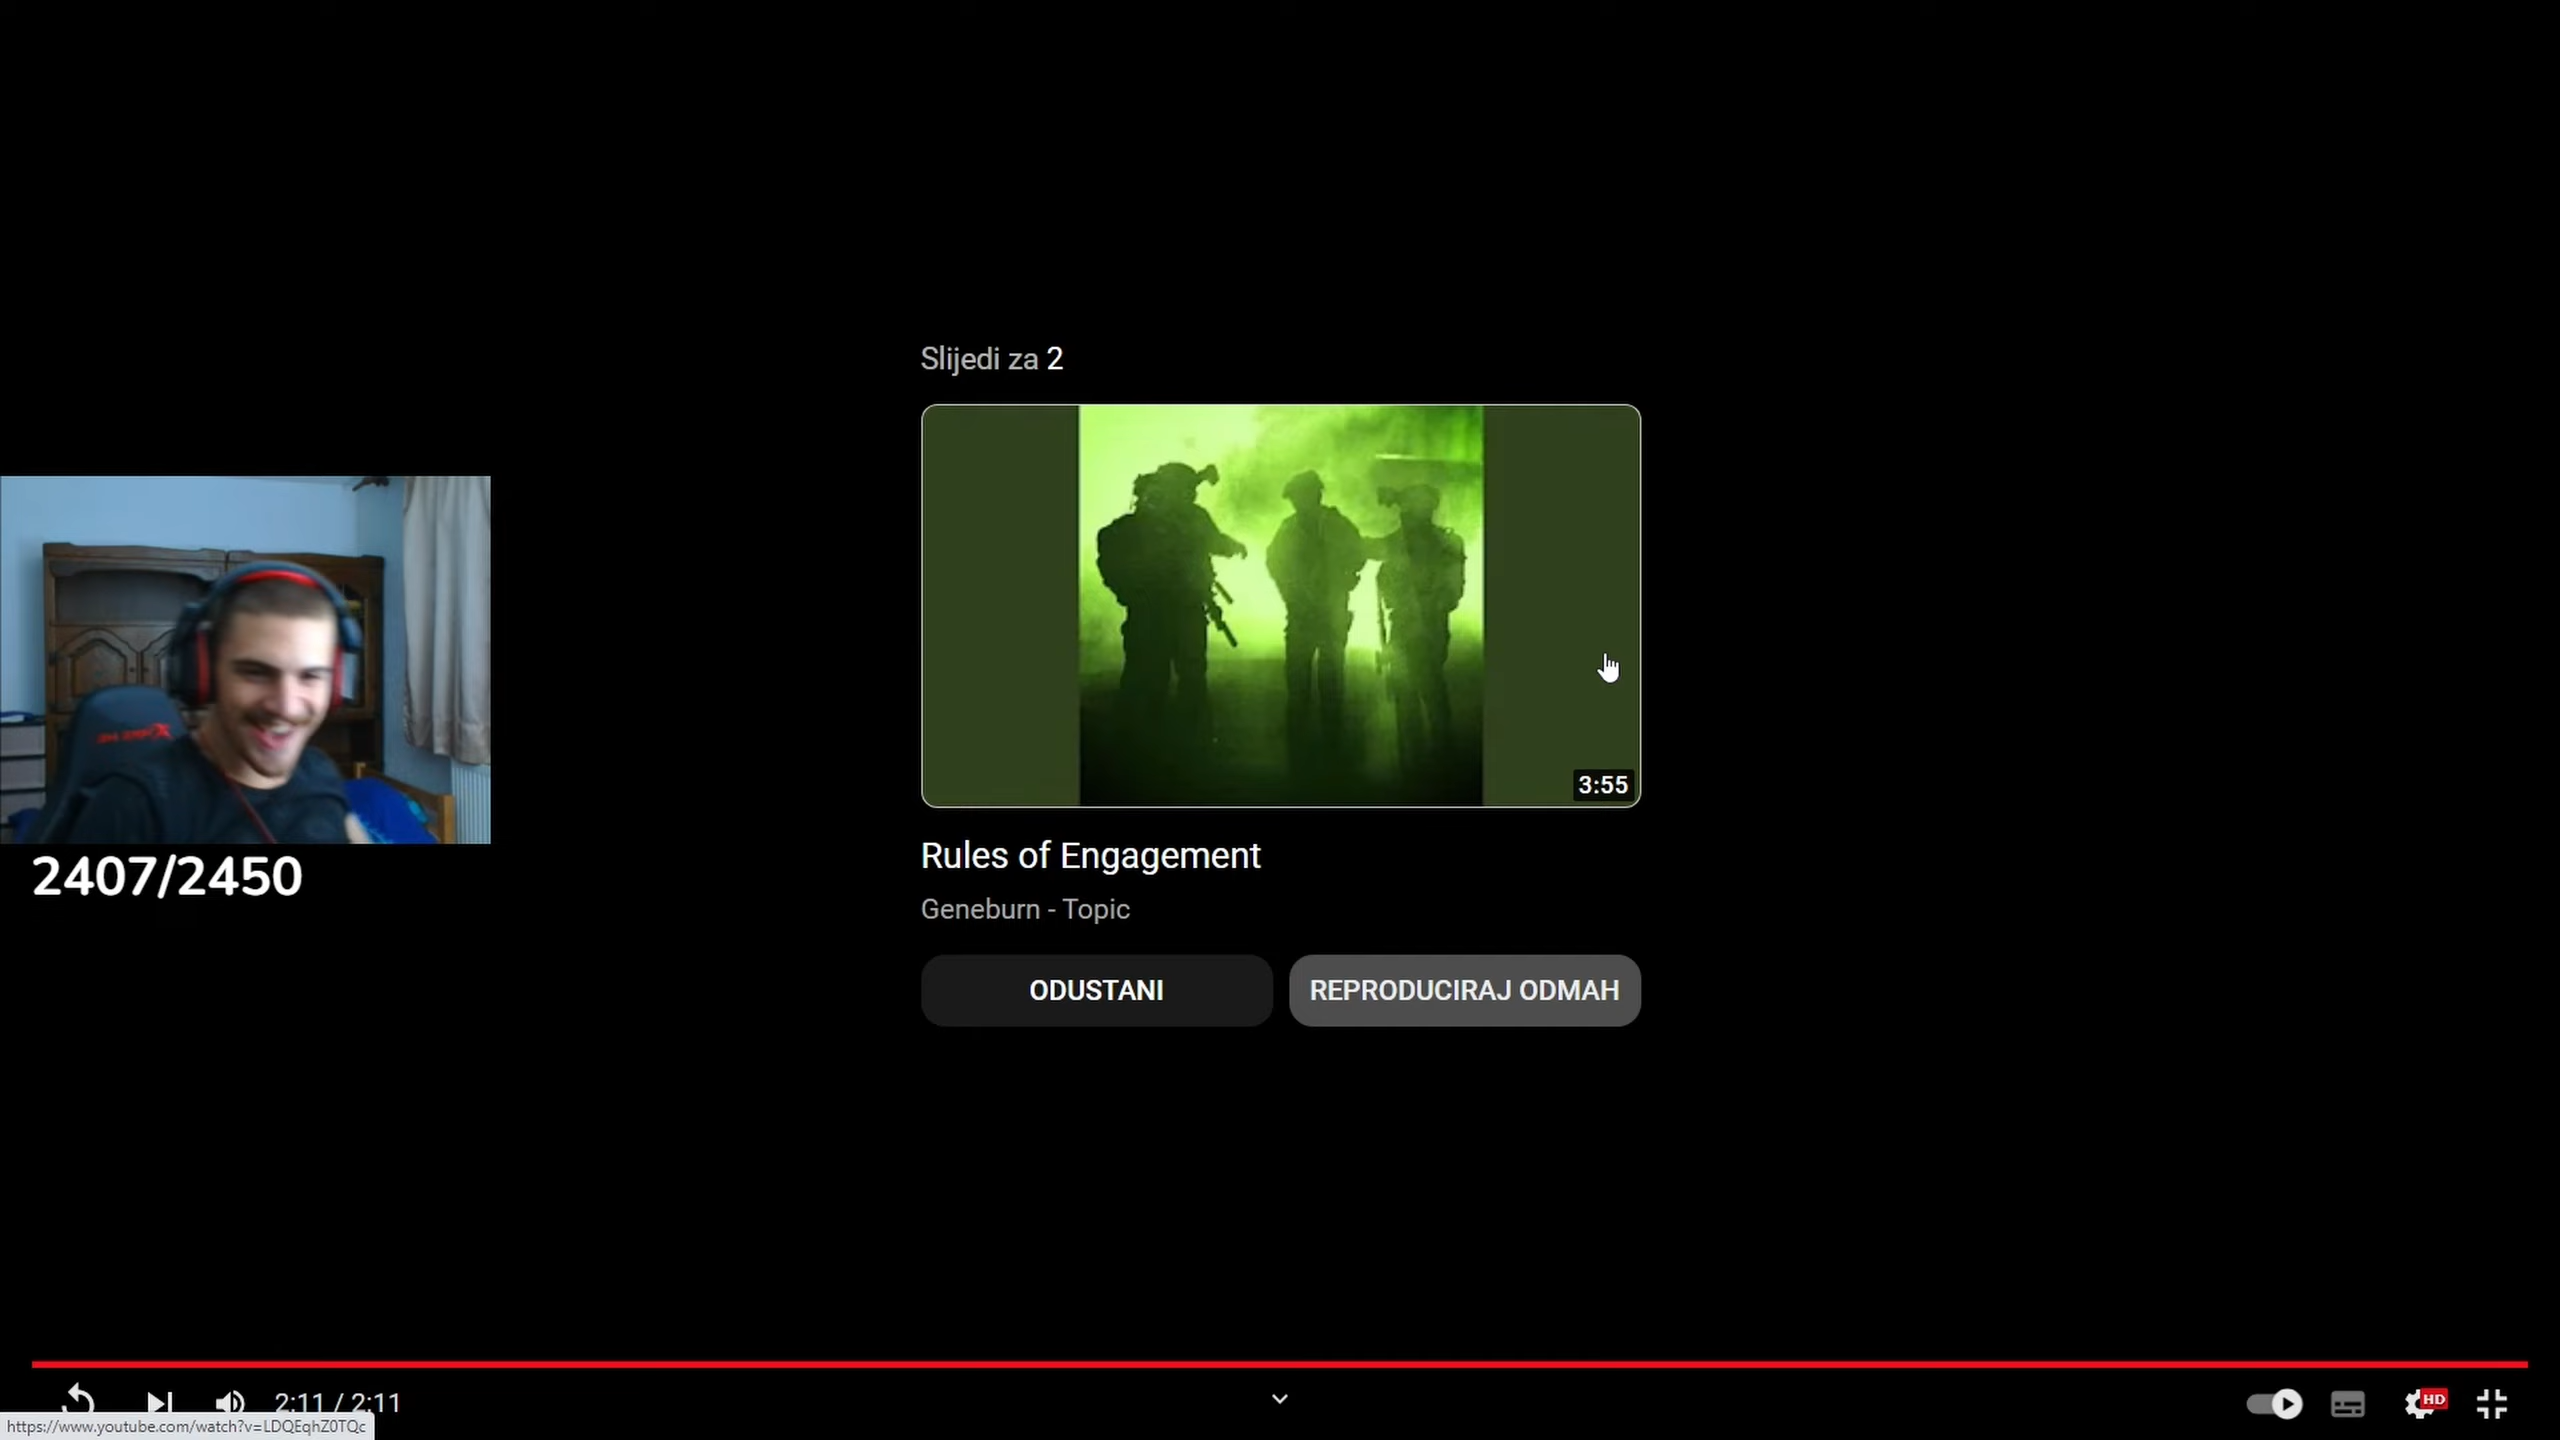 Slijedi za 2
3:55
Rules of Engagement
Geneburn - Topic
ODUSTANI
REPRODUCIRAJ ODMAH
2407/2450
2:11 / 2:11
HD
https://www.youtube.com/watch?v=LDQEqhZ0TQc